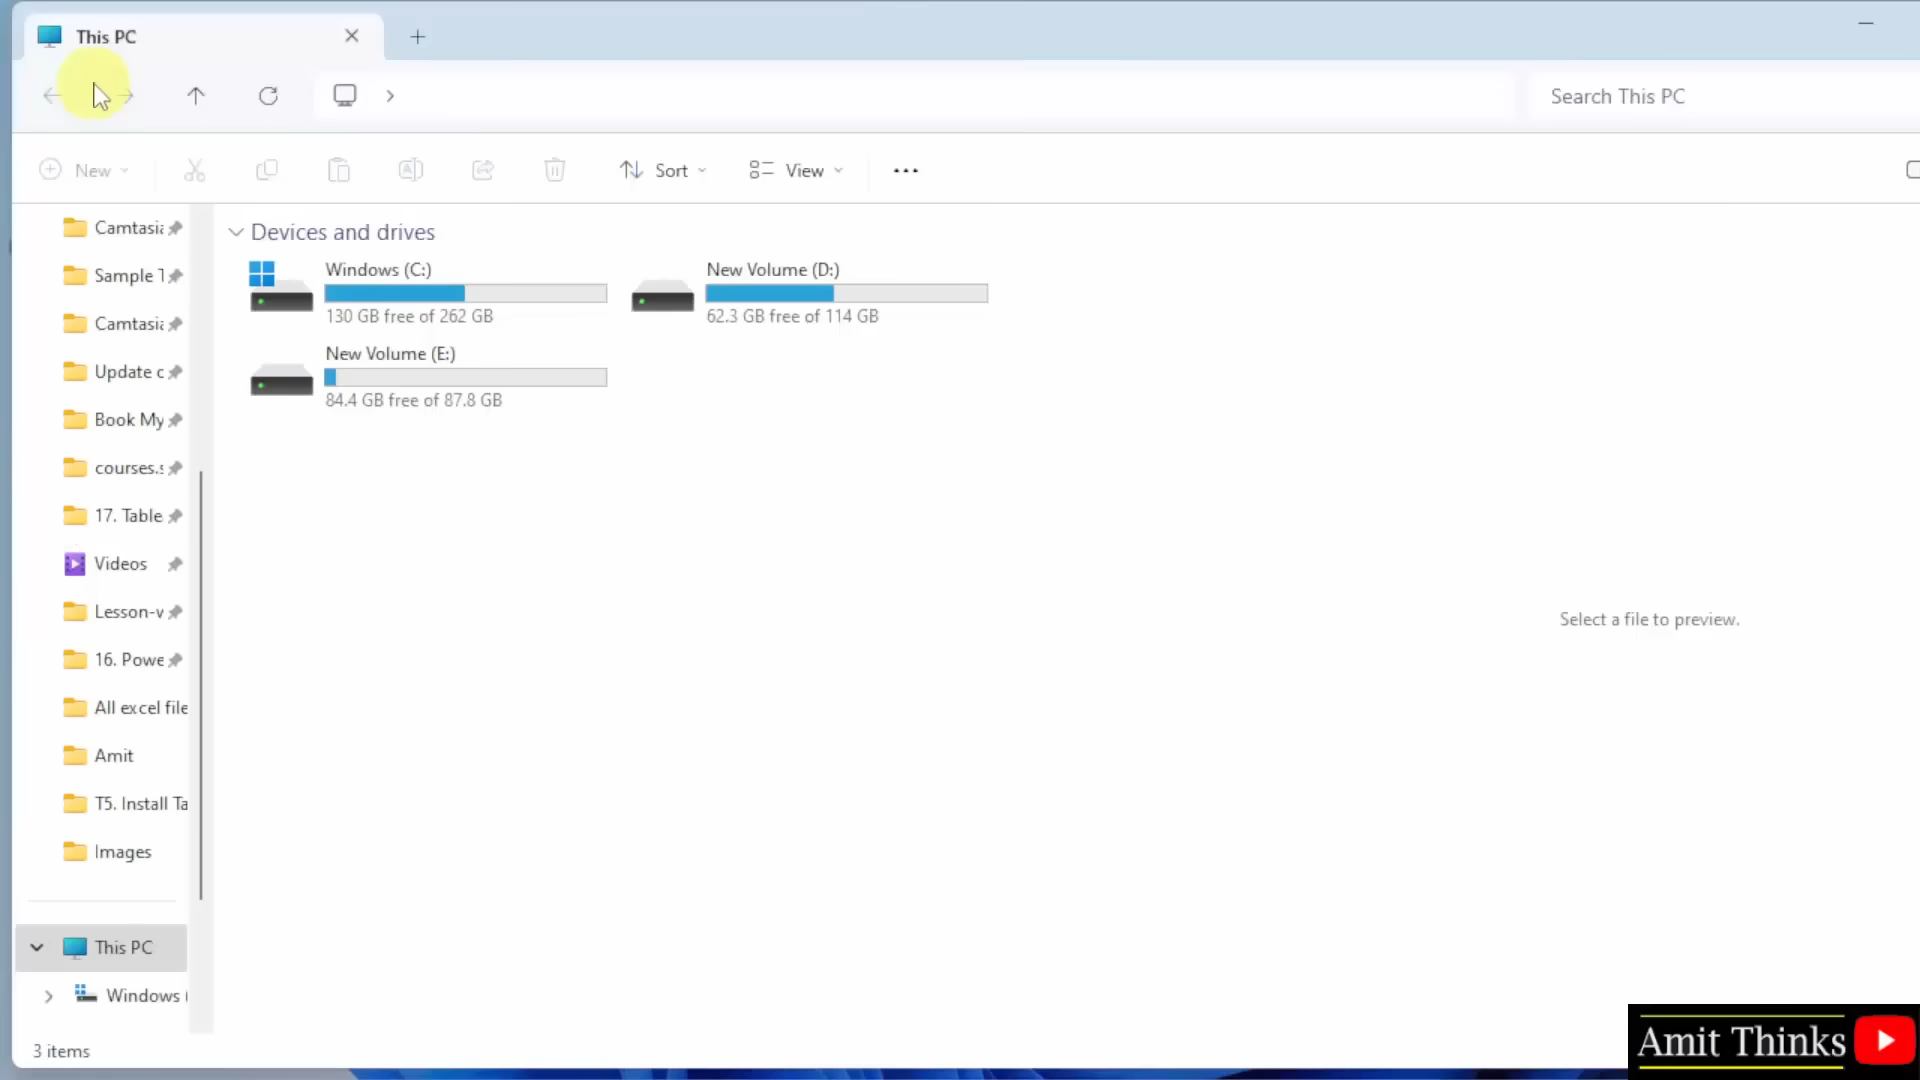 This PC
Search This PC
New
Sort
View
Camtasia
Sample T
Camtasia
Update c
Book My
courses.s
17. Table
Videos
Lesson-v
16. Powe
All excel file
Amit
T5. Install Ta
Images
This PC
Windows (
3 items
Devices and drives
Windows (C:)
130 GB free of 262 GB
New Volume (D:)
62.3 GB free of 114 GB
New Volume (E:)
84.4 GB free of 87.8 GB
Select a file to preview.
Amit Thinks